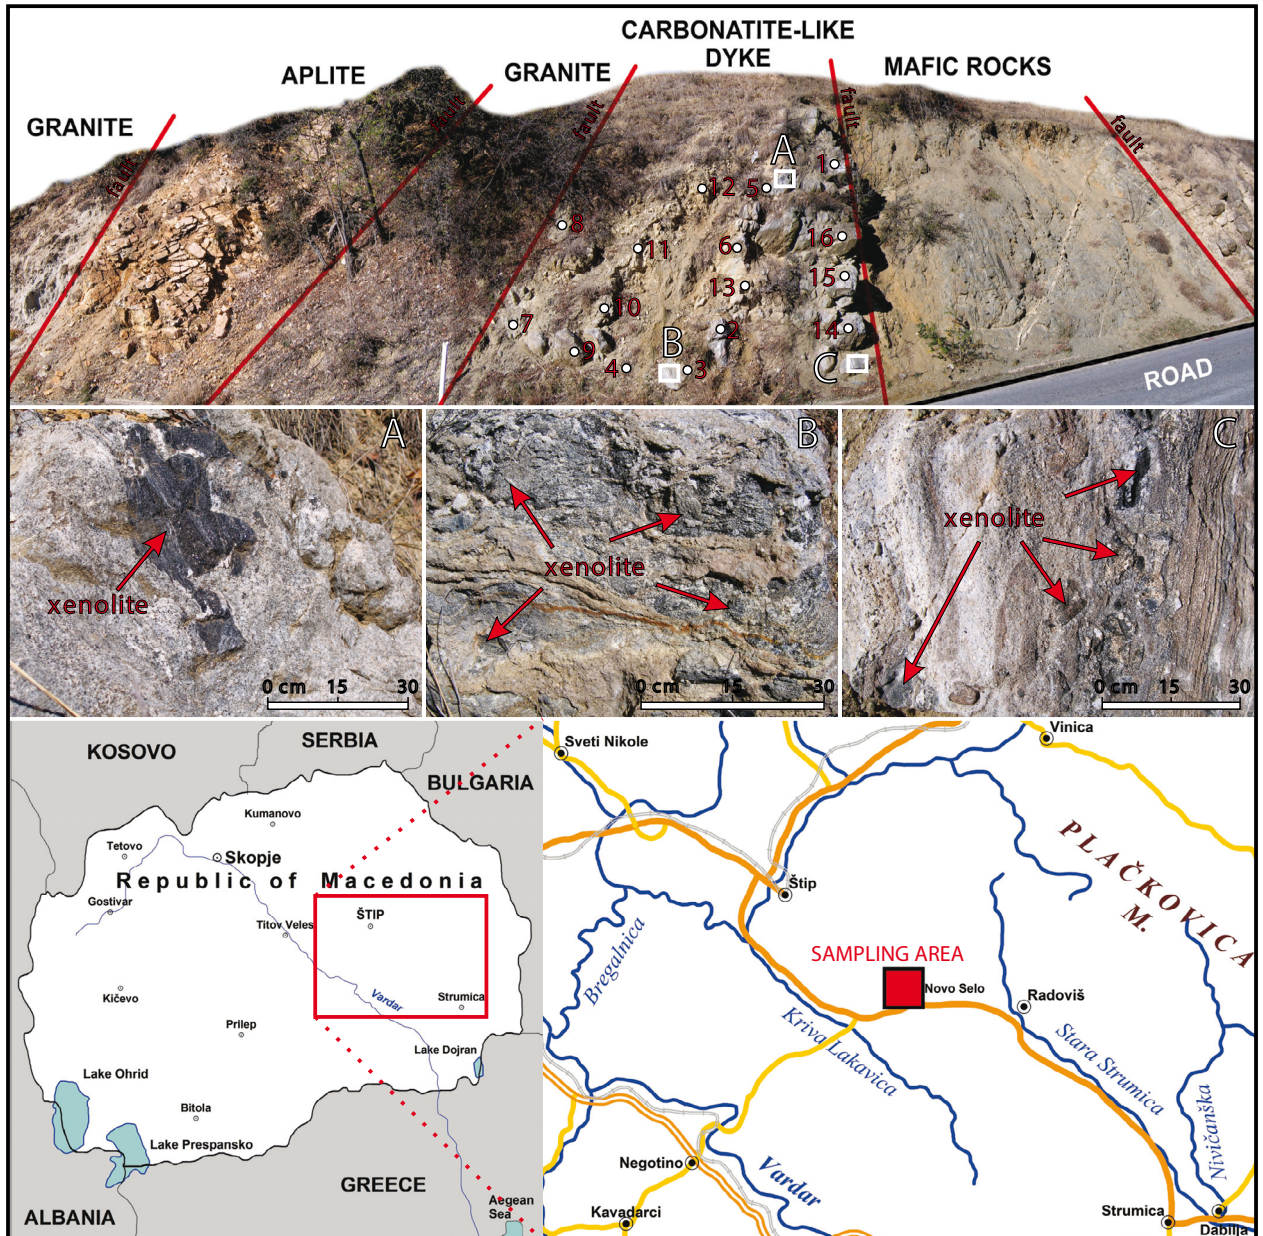 CARBONATITE-LIKE
DYKE
GRANITE
APLITE
GRANITE
MAFIC ROCKS
fault
fault
fault
fault
fault
A
1
12
5
8
11
6
16
13
15
10
7
2
14
9
B
4
3
C
ROAD
A
xenolite
0 cm 15 30
B
xenolite
0 cm 15 30
C
xenolite
0 cm 15 30
KOSOVO
SERBIA
BULGARIA
Kumanovo
Tetovo
Skopje
Republic of Macedonia
Gostivar
Titov Veles
ŠTIP
Kičevo
Vardar
Strumica
Prilep
Lake Dojran
Lake Ohrid
Bitola
Lake Prespansko
GREECE
ALBANIA
Aegean
Sea
Sveti Nikole
Vinica
PLAČKOVICA
M.
Štip
Bregalnica
SAMPLING AREA
Novo Selo
Radoviš
Kriva Lakavica
Stara Strumica
Nivičanška
Negotino
Vardar
Kavadarci
Strumica
Dabilja